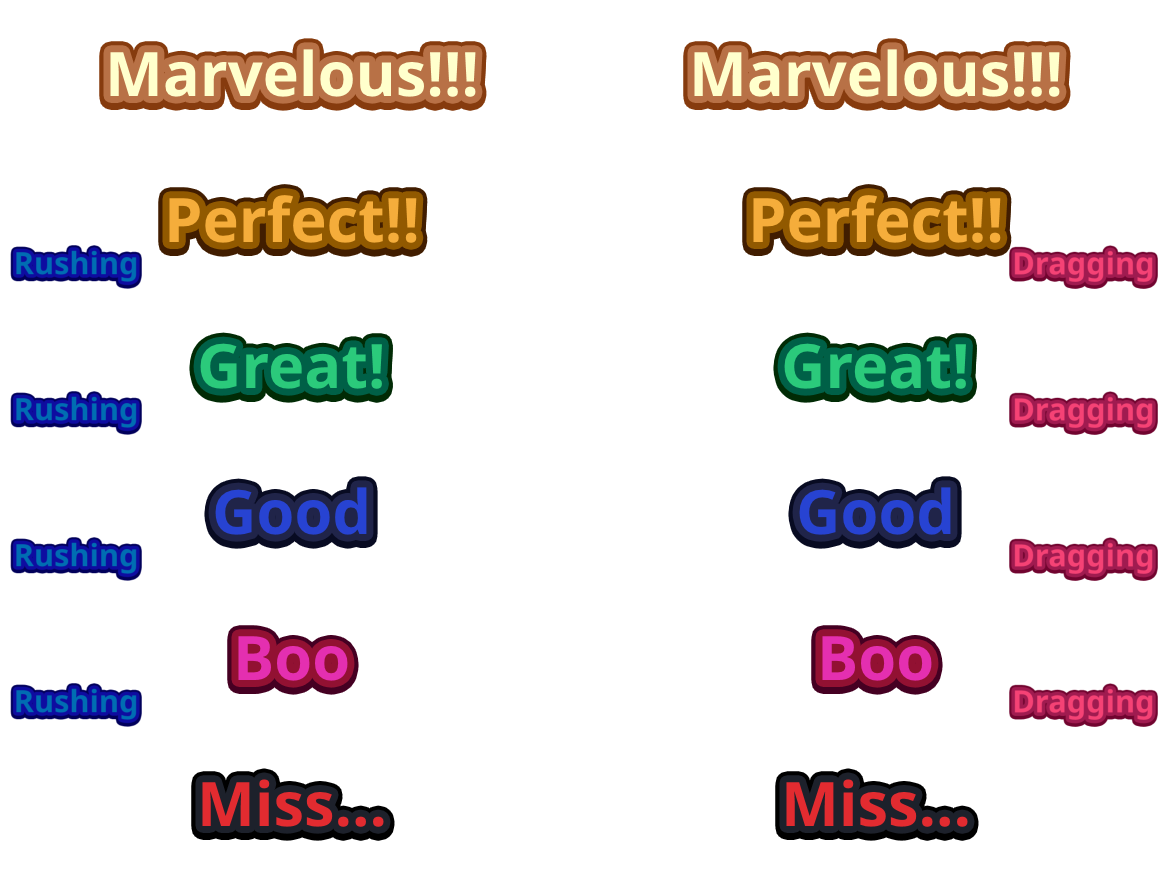 Marvelous!!! Marvelous!!!
Perfect!! Perfect!!
Rushing Dragging
Great! Great!
Rushing Dragging
Good Good
Rushing Dragging
Boo Boo
Rushing Dragging
Miss... Miss...